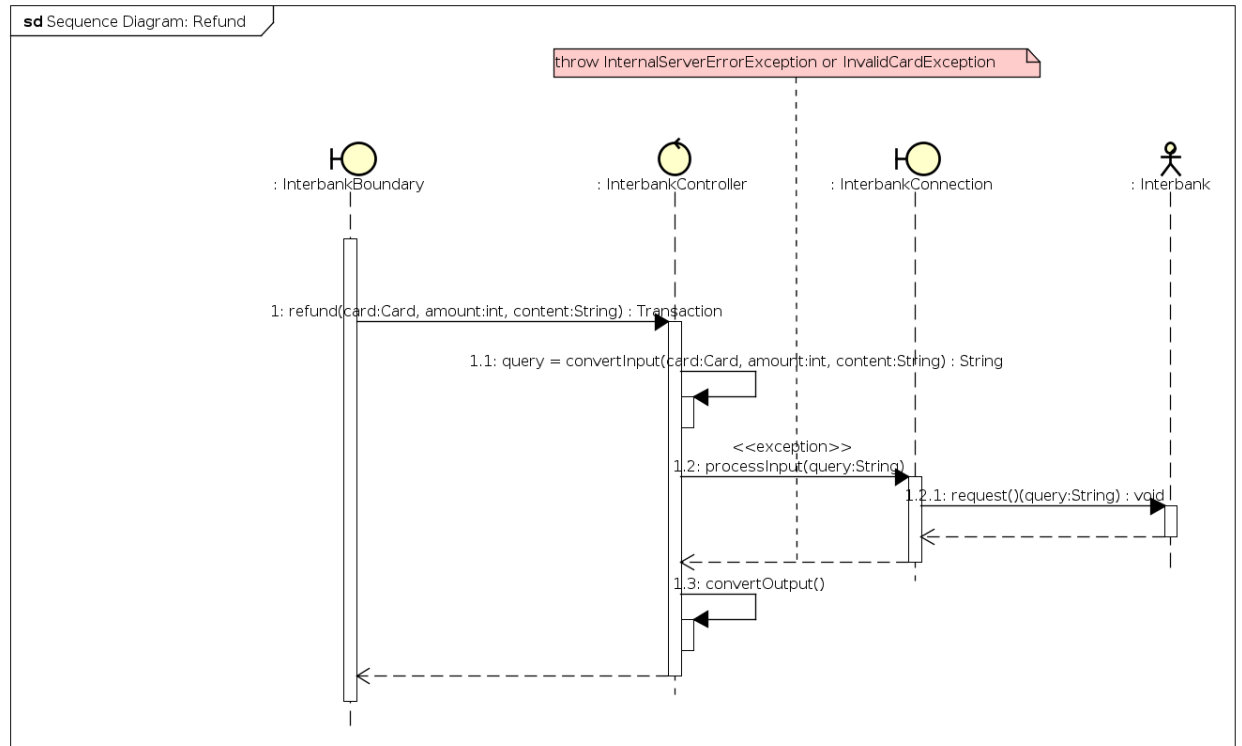 sd Sequence Diagram: Refund
throw InternalServerErrorException or InvalidCardException
: InterbankBoundary
: InterbankController
: InterbankConnection
: Interbank
1: refund(card:Card, amount:int, content:String) : Transaction
1.1: query = convertInput(card:Card, amount:int, content:String) : String
<<exception>>
1.2: processInput(query:String)
1.2.1: request()(query:String) : void
1.3: convertOutput()